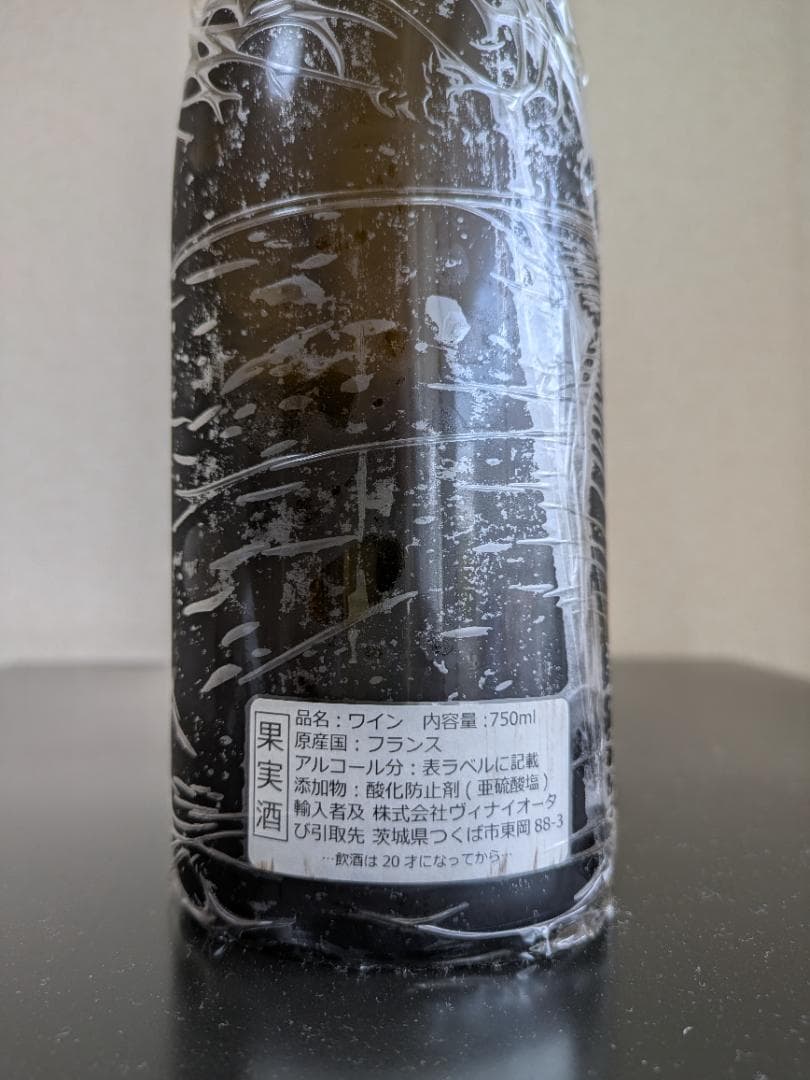 果実酒
品名：ワイン　内容量：750ml
原産国：フランス
アルコール分：表ラベルに記載
添加物：酸化防止剤（亜硫酸塩）
輸入者及 株式会社ヴィナイオータ
び引取先 茨城県つくば市東岡 88-3
…飲酒は 20 才になってから…